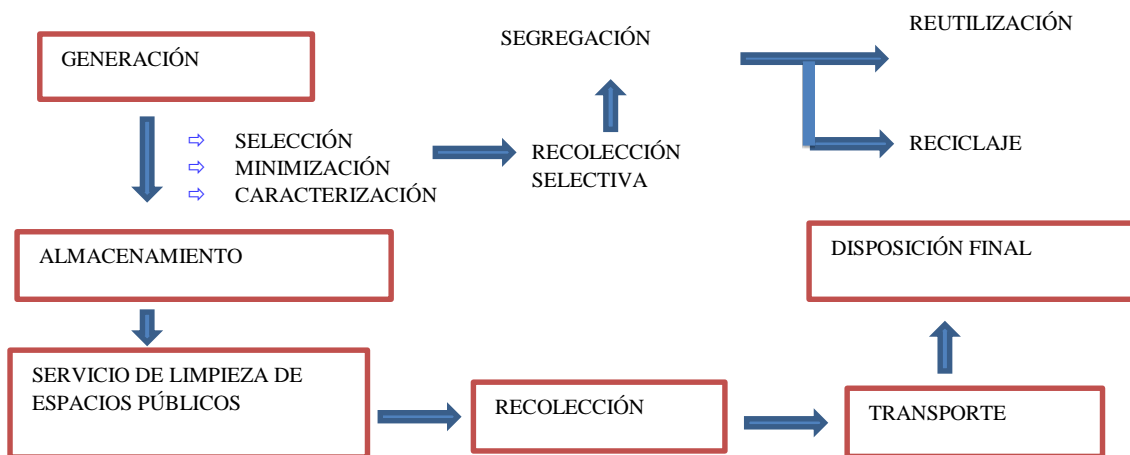 GENERACIÓN
SEGREGACIÓN
REUTILIZACIÓN
SELECCIÓN
MINIMIZACIÓN
CARACTERIZACIÓN
RECOLECCIÓN
SELECTIVA
RECICLAJE
ALMACENAMIENTO
DISPOSICIÓN FINAL
SERVICIO DE LIMPIEZA DE
ESPACIOS PÚBLICOS
RECOLECCIÓN
TRANSPORTE